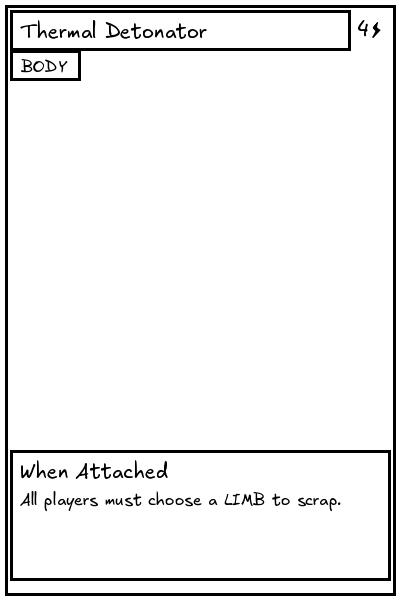 Thermal Detonator
4⚡
BODY
When Attached
All players must choose a LIMB to scrap.